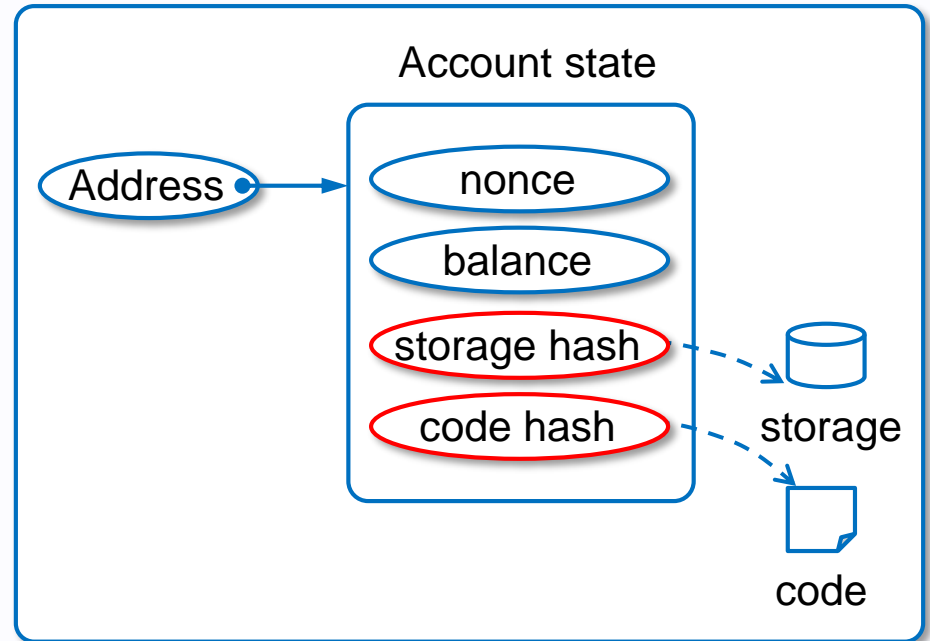 Account state
Address
nonce
balance
storage hash
code hash
storage
code